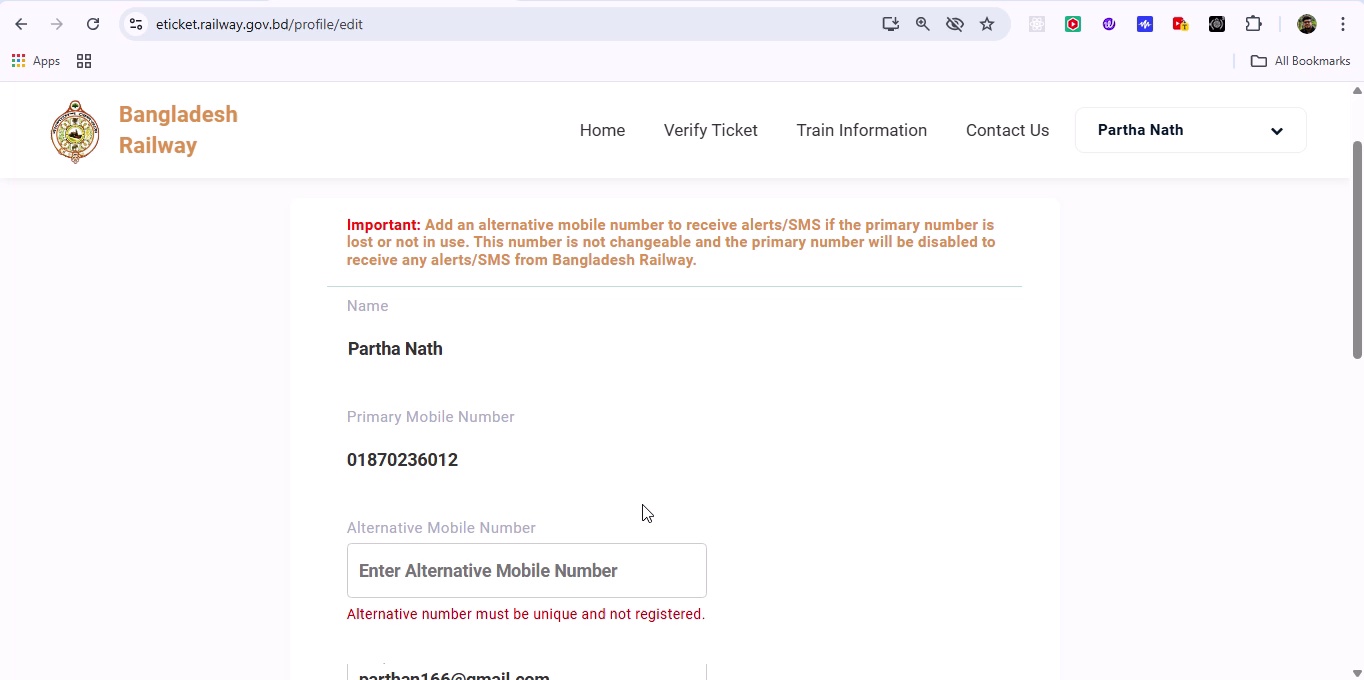 eticket.railway.gov.bd/profile/edit
Apps
All Bookmarks
Bangladesh
Railway
Home
Verify Ticket
Train Information
Contact Us
Partha Nath
Important: Add an alternative mobile number to receive alerts/SMS if the primary number is
lost or not in use. This number is not changeable and the primary number will be disabled to
receive any alerts/SMS from Bangladesh Railway.
Name
Partha Nath
Primary Mobile Number
01870236012
Alternative Mobile Number
Enter Alternative Mobile Number
Alternative number must be unique and not registered.
parthan166@gmail.com